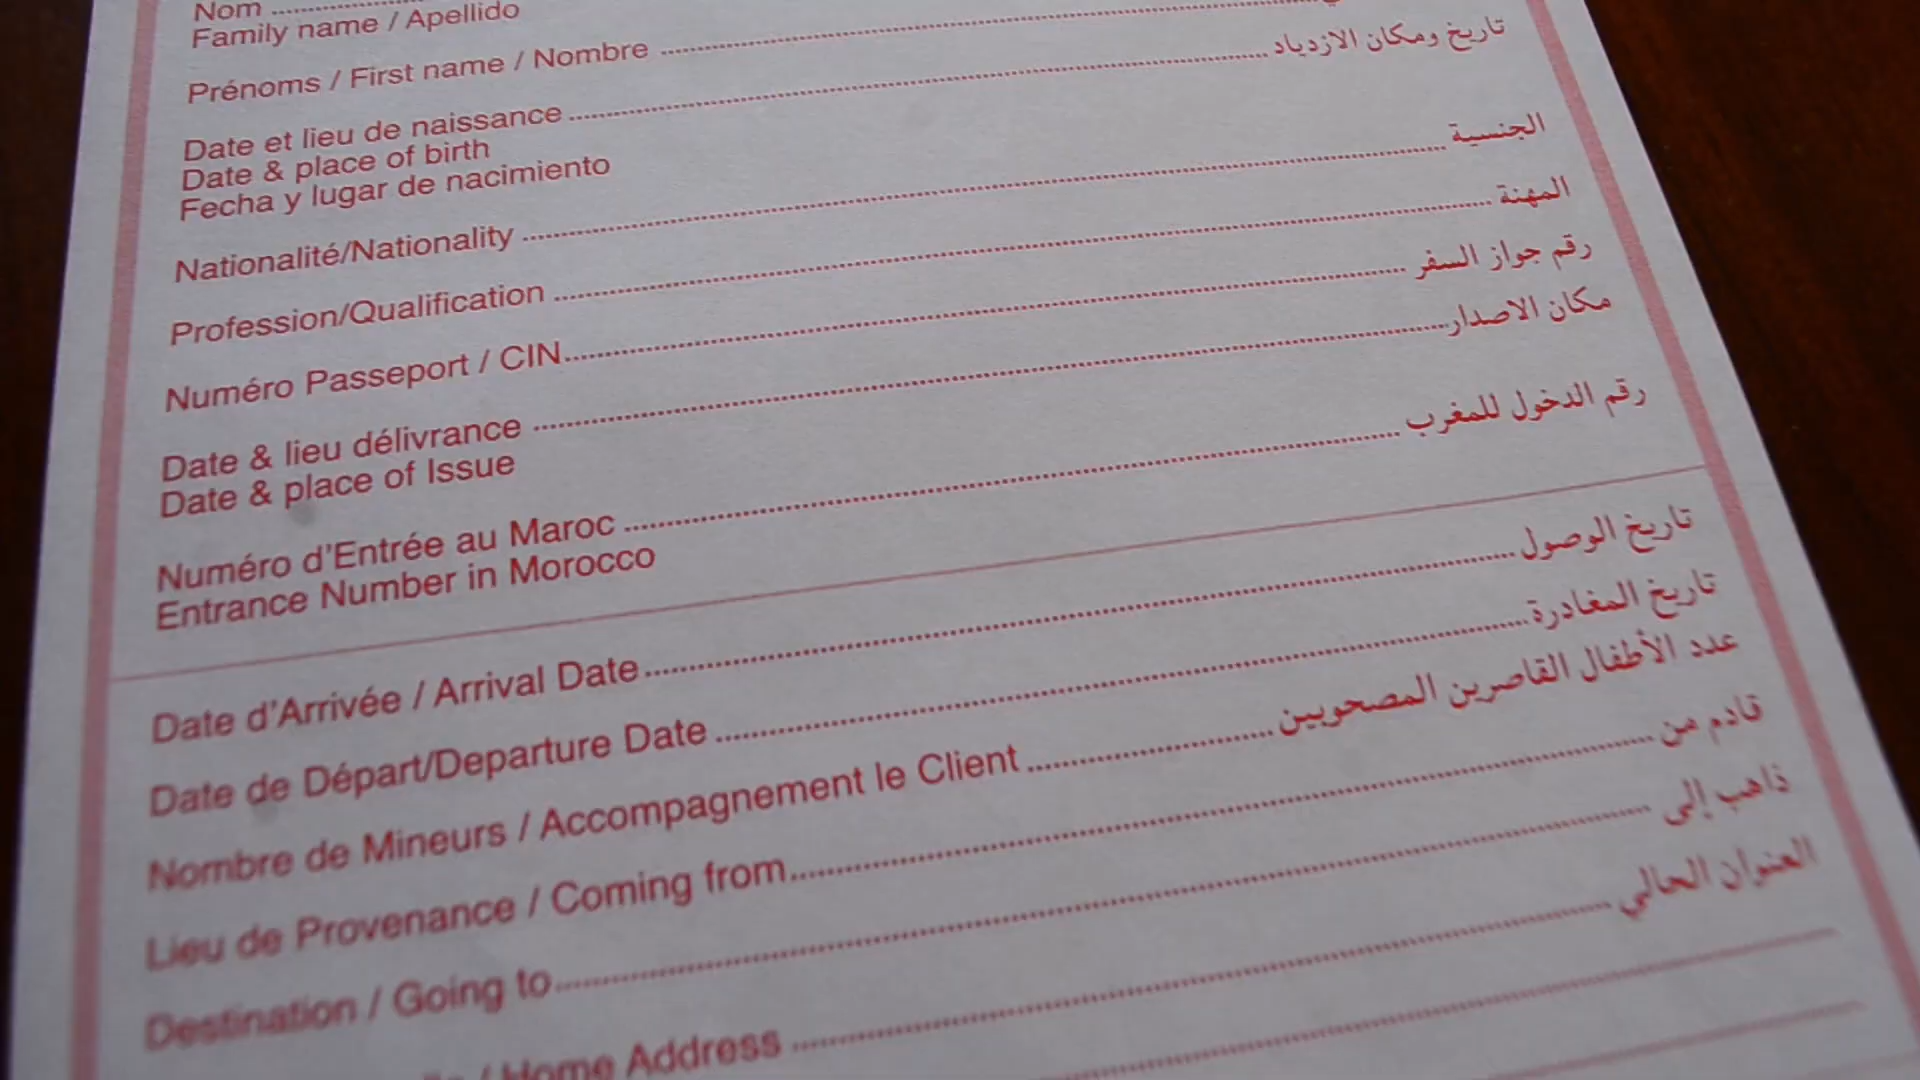 Nom
Family name / Apellido
Prénoms / First name / Nombre
Date et lieu de naissance تاريخ ومكان الازدياد
Date & place of birth
Fecha y lugar de nacimiento
Nationalité/Nationality الجنسية
Profession/Qualification المهنة
Numéro Passeport / CIN رقم جواز السفر
Date & lieu délivrance مكان الاصدار
Date & place of Issue
Numéro d'Entrée au Maroc رقم الدخول للمغرب
Entrance Number in Morocco
Date d'Arrivée / Arrival Date تاريخ الوصول
Date de Départ/Departure Date تاريخ المغادرة
Nombre de Mineurs / Accompagnement le Client عدد الأطفال القاصرين المصحوبين
Lieu de Provenance / Coming from قادم من
Destination / Going to ذاهب إلى
/ Home Address العنوان الحالي